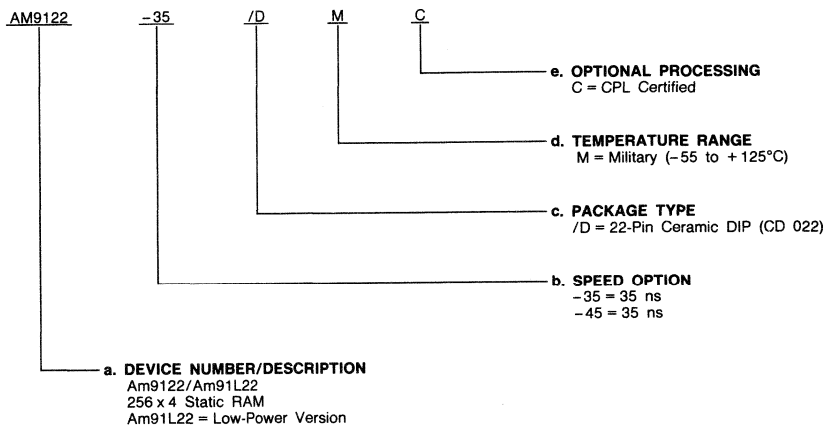 AM9122 -35 /D M C
e. OPTIONAL PROCESSING
C = CPL Certified
d. TEMPERATURE RANGE
M = Military (-55 to +125°C)
c. PACKAGE TYPE
/D = 22-Pin Ceramic DIP (CD 022)
b. SPEED OPTION
-35 = 35 ns
-45 = 35 ns
a. DEVICE NUMBER/DESCRIPTION
Am9122/Am91L22
256 x 4 Static RAM
Am91L22 = Low-Power Version